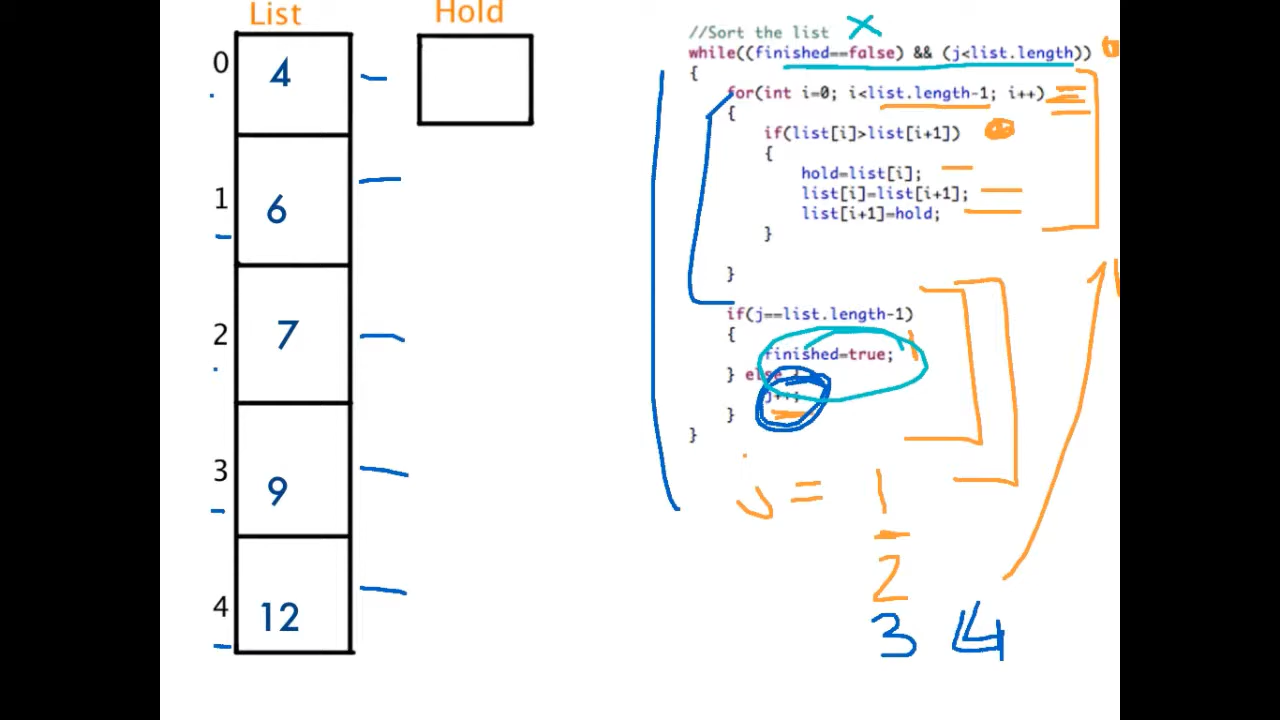 List
0 4
1 6
2 7
3 9
4 12
Hold
//Sort the list
while((finished==false) && (j<list.length))
{
for(int i=0; i<list.length-1; i++)
{
if(list[i]>list[i+1])
{
hold=list[i];
list[i]=list[i+1];
list[i+1]=hold;
}
}
if(j==list.length-1)
{
finished=true;
} else {
j++;
}
}
j = 1
2
3 4